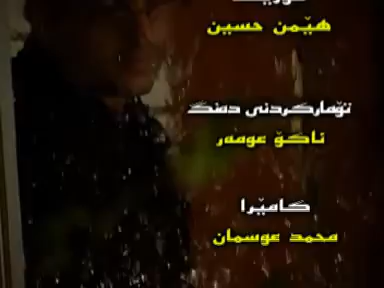 هێمن حسین
تۆمارکردنی دەنگ
ئاکۆ عومەر
کامێرا
محمد عوسمان